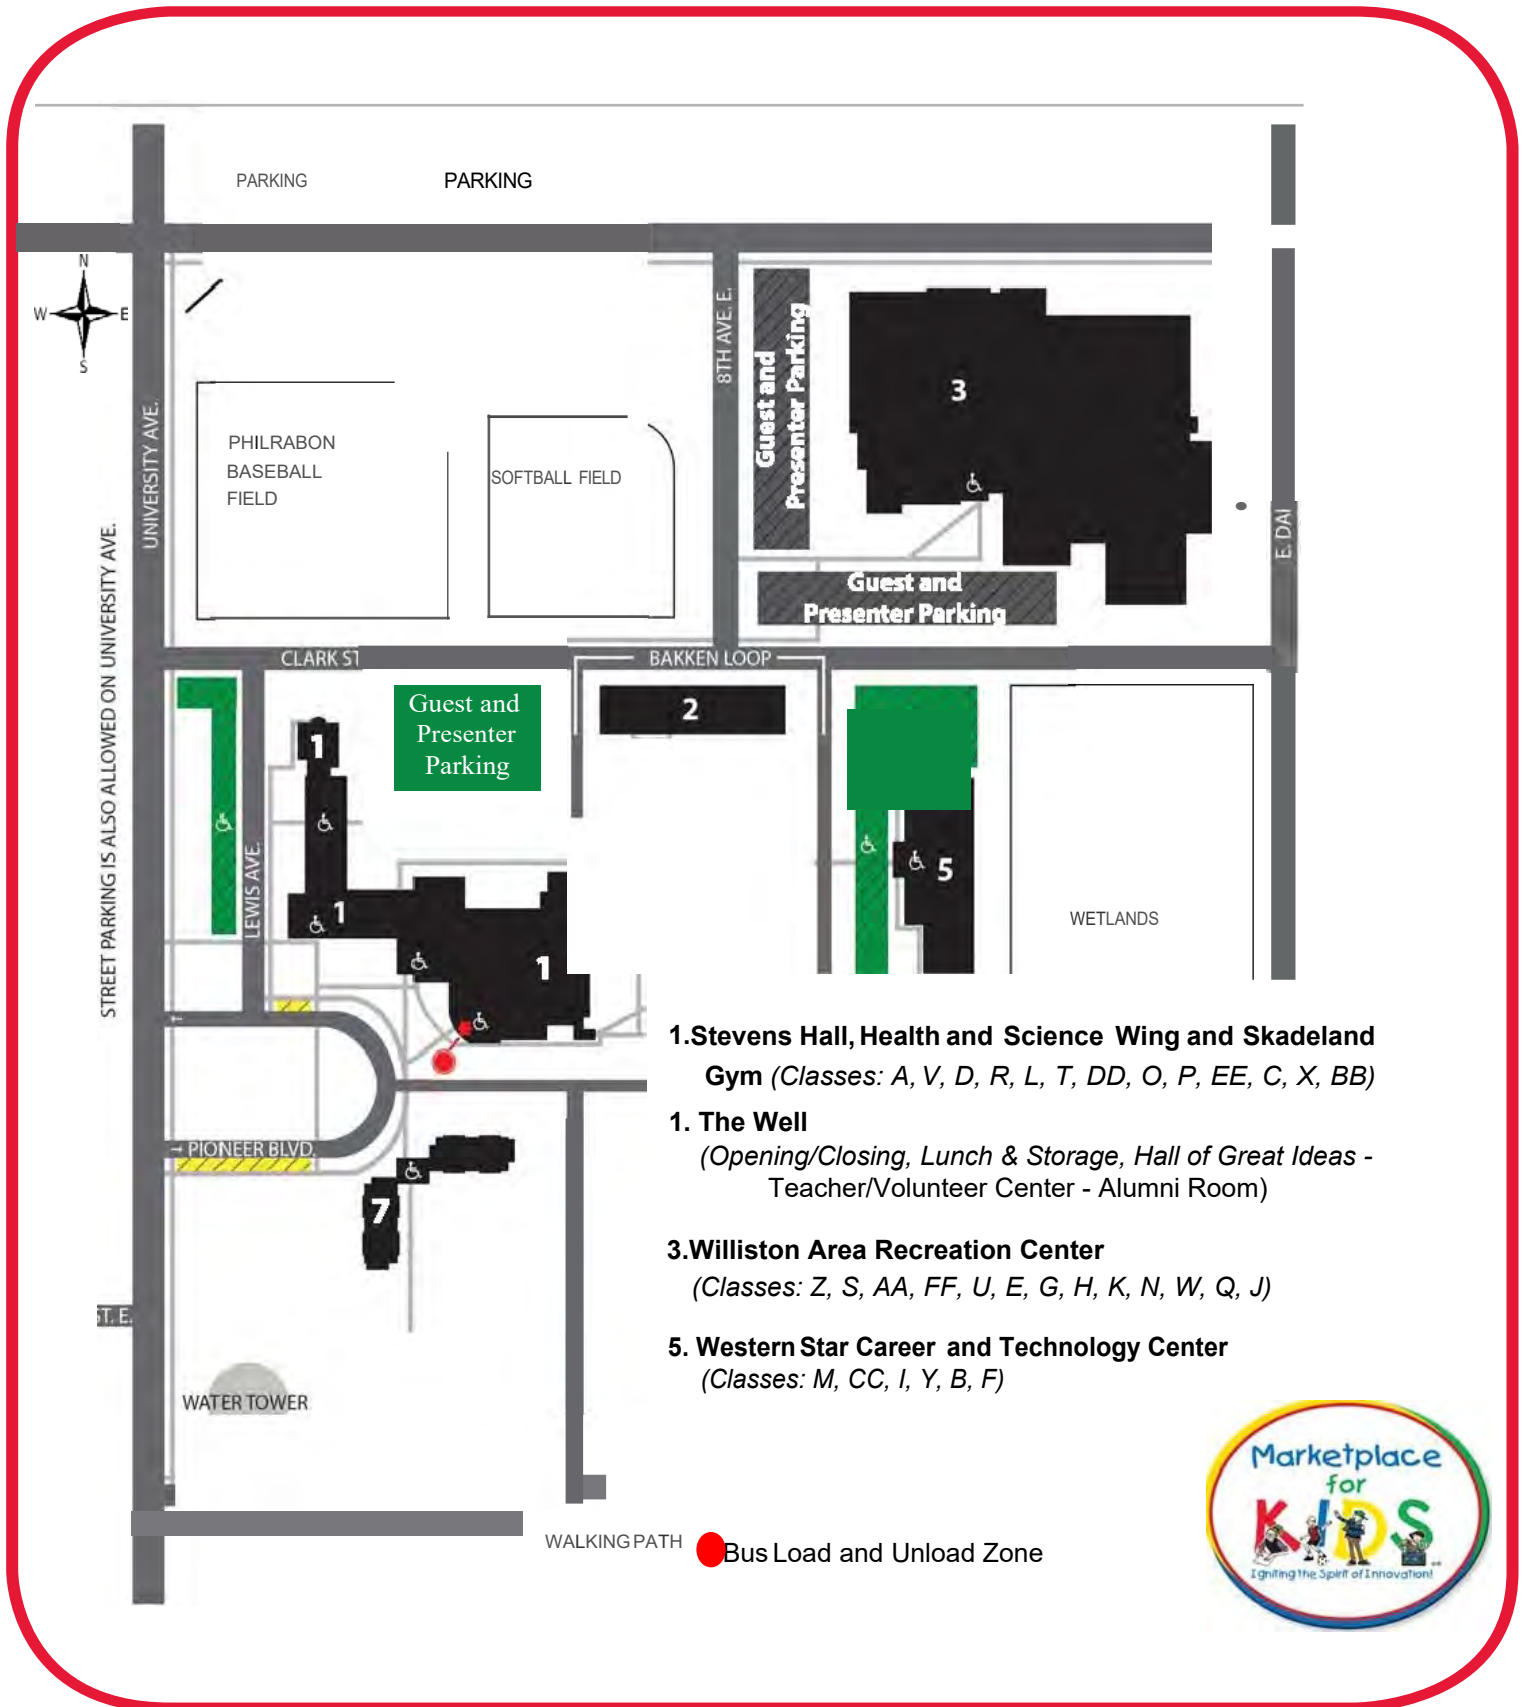 PARKING
PARKING
N
W
E
S
8TH AVE. E.
Guest and
Presenter Parking
3
UNIVERSITY AVE.
PHILRABON
BASEBALL
FIELD
SOFTBALL FIELD
STREET PARKING IS ALSO ALLOWED ON UNIVERSITY AVE.
E. DAI
Guest and
Presenter Parking
CLARK ST
BAKKEN LOOP
Guest and
Presenter
Parking
2
1
LEWIS AVE.
5
1
WETLANDS
1
1.Stevens Hall, Health and Science Wing and Skadeland
Gym (Classes: A, V, D, R, L, T, DD, O, P, EE, C, X, BB)
1. The Well
(Opening/Closing, Lunch & Storage, Hall of Great Ideas -
Teacher/Volunteer Center - Alumni Room)
PIONEER BLVD.
7
3.Williston Area Recreation Center
(Classes: Z, S, AA, FF, U, E, G, H, K, N, W, Q, J)
ST. E.
5. Western Star Career and Technology Center
(Classes: M, CC, I, Y, B, F)
WATER TOWER
Marketplace
for
KIDS
Igniting the Spirit of Innovation!
WALKING PATH
Bus Load and Unload Zone